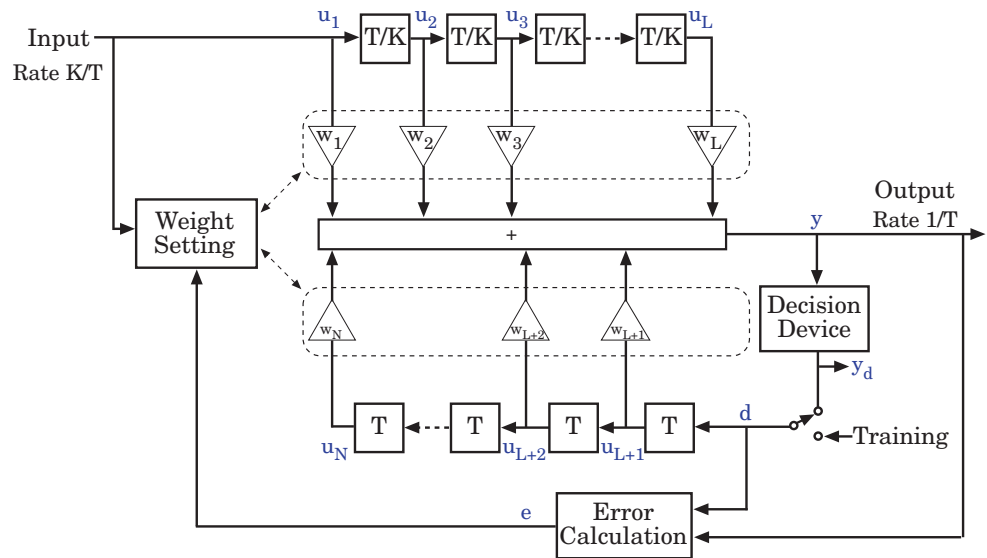 u1 u2 u3 uL
Input T/K T/K T/K T/K
Rate K/T
w1 w2 w3 wL
Output
Weight Setting
+
y
Rate 1/T
wN wL+2 wL+1
Decision Device
yd
T T T T
d
uN uL+2 uL+1
Training
e
Error Calculation